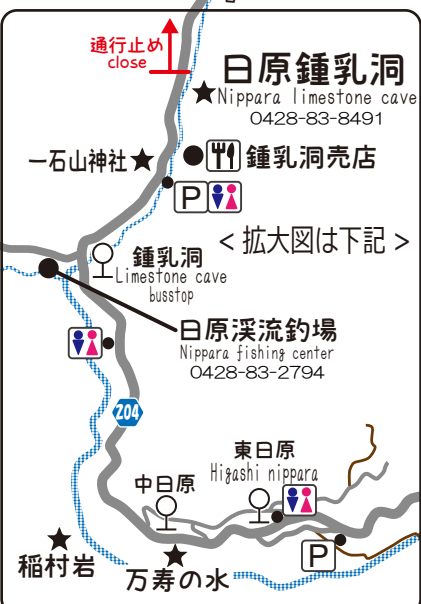 通行止め
close
日原鍾乳洞
Nippara limestone cave
0428-83-8491
一石山神社
鍾乳洞売店
P
＜拡大図は下記＞
鍾乳洞
Limestone cave
busstop
日原渓流釣場
Nippara fishing center
0428-83-2794
204
東日原
Higashi nippara
中日原
P
稲村岩
万寿の水